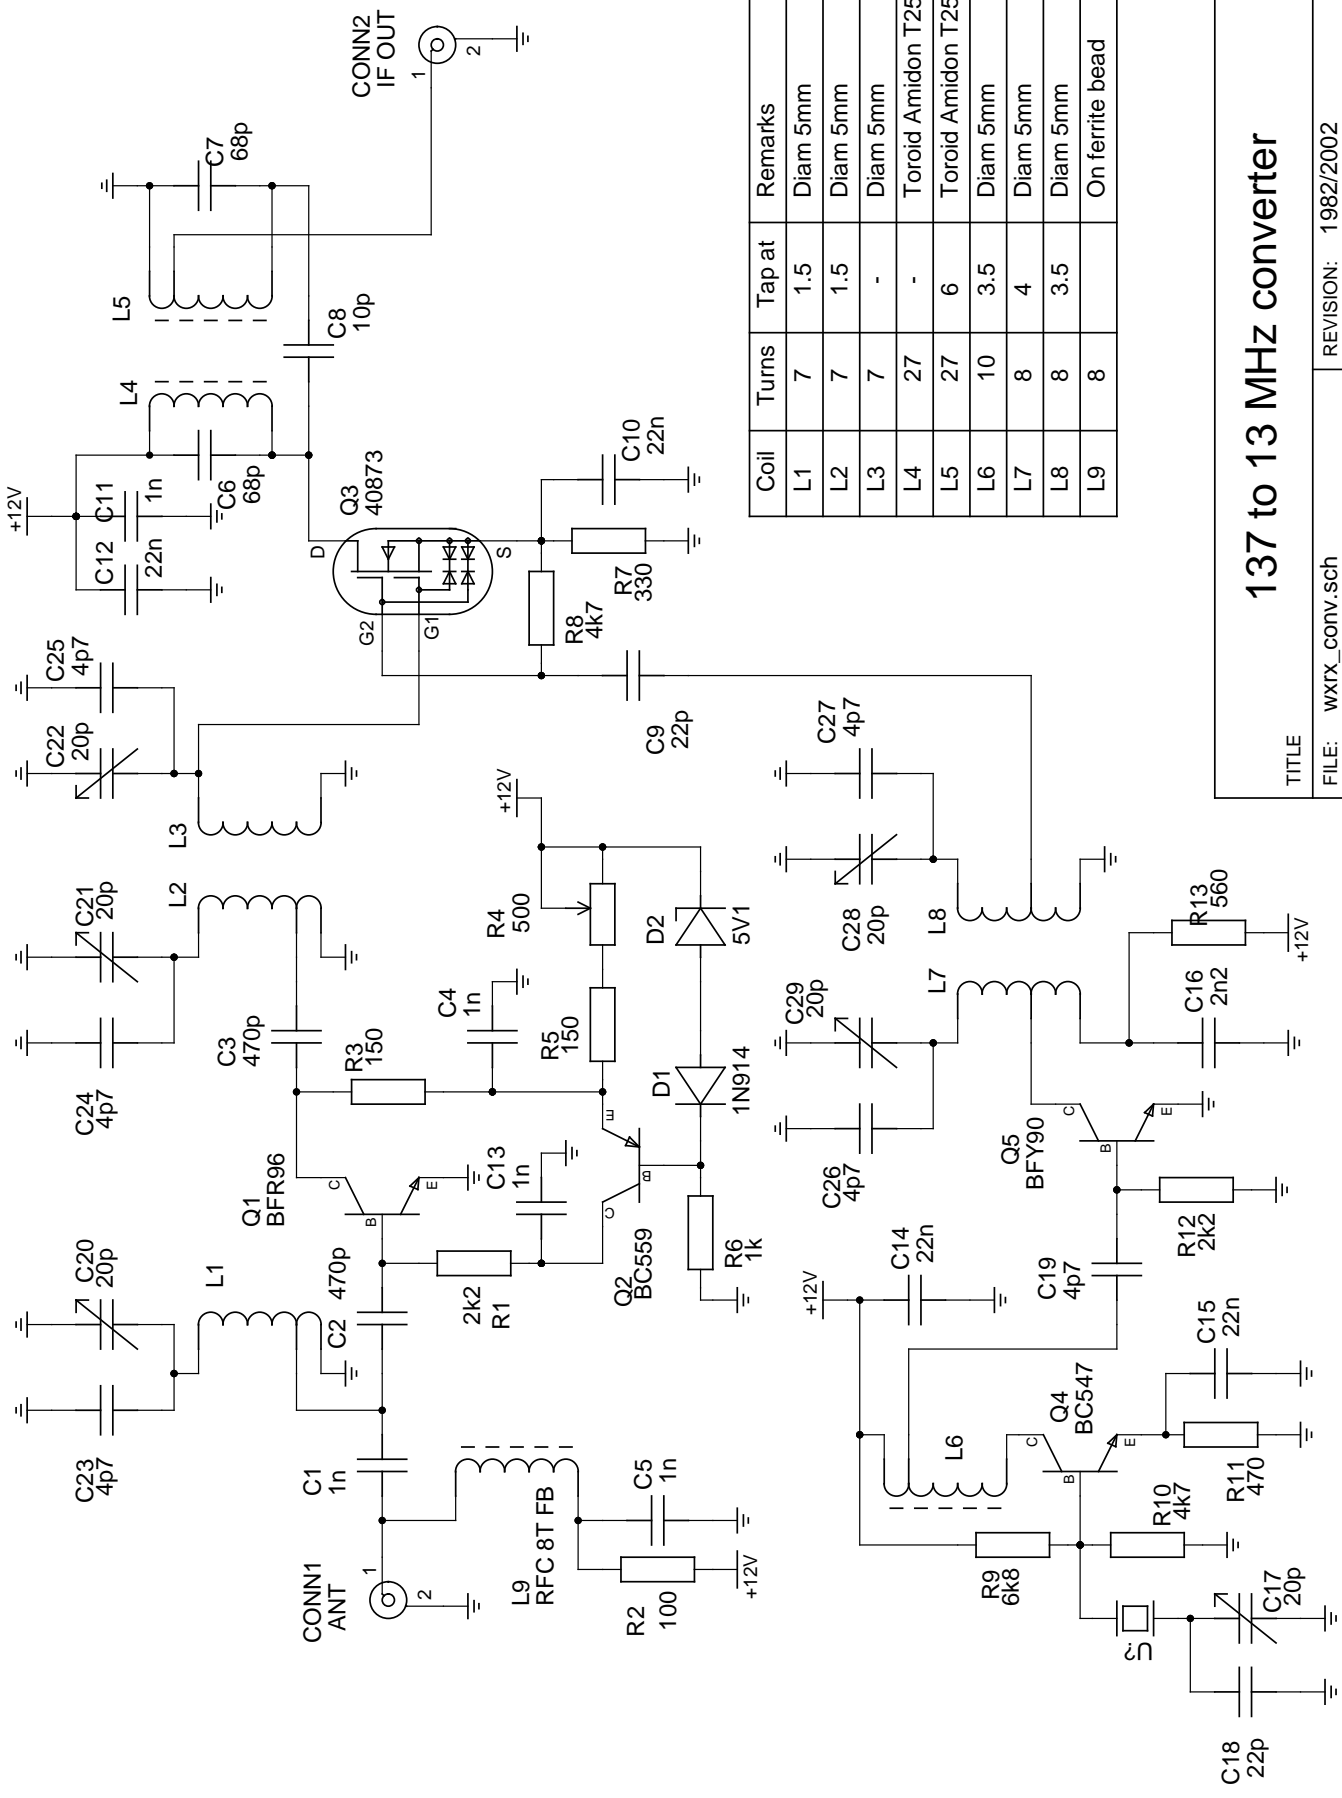 CONN1
ANT
1
2
C1
1n
L9
RFC 8T FB
R2
100
C5
1n
+12V
C23
4p7
C20
20p
L1
C2
470p
2k2
R1
Q1
BFR96
B
C
E
C13
1n
C3
470p
R3
150
C4
1n
R5
150
R4
500
+12V
Q2
BC559
E
B
C
R6
1k
D1
1N914
D2
5V1
C24
4p7
C21
20p
L2
L3
C22
20p
C25
4p7
+12V
C12
22n
C11
1n
C6
68p
L4
L5
C7
68p
C8
10p
CONN2
IF OUT
1
2
Q3
40873
D
S
G2
G1
R8
4k7
R7
330
C10
22n
C9
22p
U?
C18
22p
C17
20p
R9
6k8
R10
4k7
R11
470
C15
22n
Q4
BC547
B
C
E
L6
+12V
C14
22n
C19
4p7
R12
2k2
Q5
BFY90
B
C
E
C26
4p7
C29
20p
L7
L8
C28
20p
C27
4p7
C16
2n2
R13
560
+12V
Coil Turns Tap at Remarks
L1 7 1.5 Diam 5mm
L2 7 1.5 Diam 5mm
L3 7 - Diam 5mm
L4 27 - Toroid Amidon T25
L5 27 6 Toroid Amidon T25
L6 10 3.5 Diam 5mm
L7 8 4 Diam 5mm
L8 8 3.5 Diam 5mm
L9 8 On ferrite bead
TITLE
137 to 13 MHz converter
FILE: wxrx_conv.sch REVISION: 1982/2002